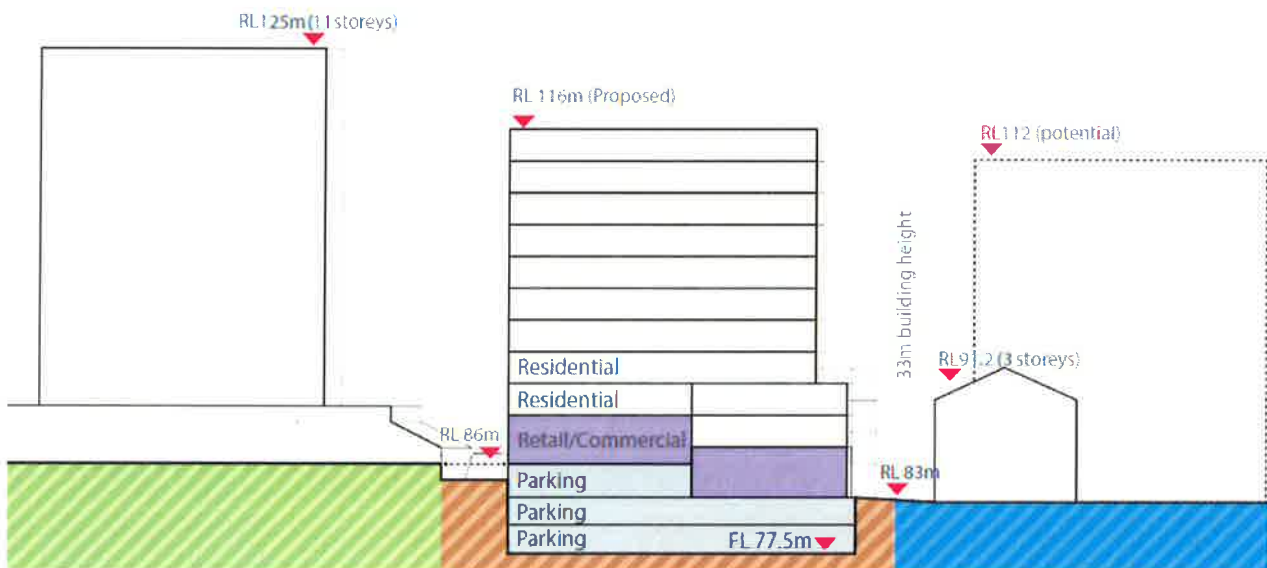 RL125m (11 storeys)
RL 116m (Proposed)
RL112 (potential)
33m building height
RL91.2 (3 storeys)
Residential
Residential
RL 86m
Retail/Commercial
Parking
RL 83m
Parking
Parking
FL 77.5m